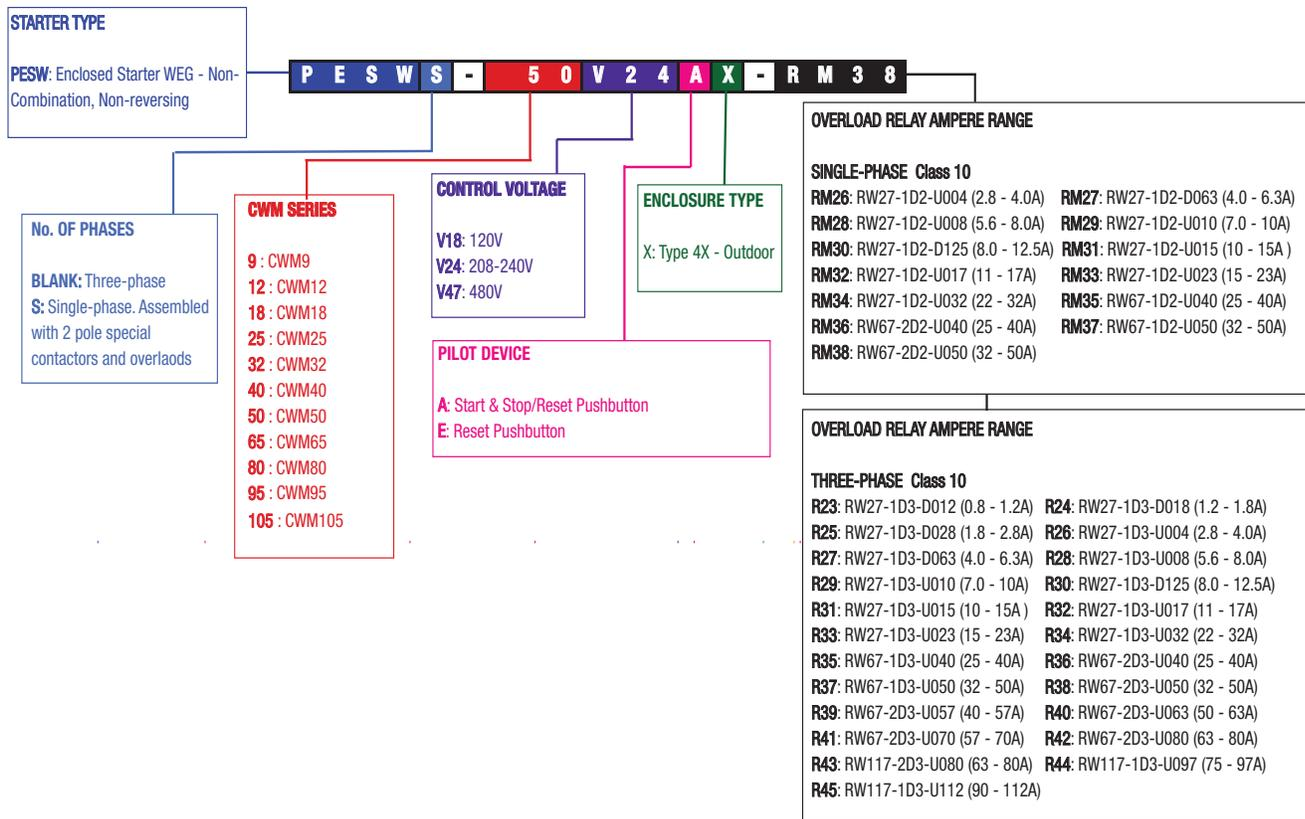 STARTER TYPE
PESW: Enclosed Starter WEG - Non-
Combination, Non-reversing
P E S W S - 5 0 V 2 4 A X - R M 3 8
No. OF PHASES
BLANK: Three-phase
S: Single-phase. Assembled
with 2 pole special
contactors and overlaods
CWM SERIES
9 : CWM9
12 : CWM12
18 : CWM18
25 : CWM25
32 : CWM32
40 : CWM40
50 : CWM50
65 : CWM65
80 : CWM80
95 : CWM95
105 : CWM105
CONTROL VOLTAGE
V18: 120V
V24: 208-240V
V47: 480V
PILOT DEVICE
A: Start & Stop/Reset Pushbutton
E: Reset Pushbutton
ENCLOSURE TYPE
X: Type 4X - Outdoor
OVERLOAD RELAY AMPERE RANGE
SINGLE-PHASE Class 10
RM26: RW27-1D2-U004 (2.8 - 4.0A) RM27: RW27-1D2-D063 (4.0 - 6.3A)
RM28: RW27-1D2-U008 (5.6 - 8.0A) RM29: RW27-1D2-U010 (7.0 - 10A)
RM30: RW27-1D2-D125 (8.0 - 12.5A) RM31: RW27-1D2-U015 (10 - 15A )
RM32: RW27-1D2-U017 (11 - 17A) RM33: RW27-1D2-U023 (15 - 23A)
RM34: RW27-1D2-U032 (22 - 32A) RM35: RW67-1D2-U040 (25 - 40A)
RM36: RW67-2D2-U040 (25 - 40A) RM37: RW67-1D2-U050 (32 - 50A)
RM38: RW67-2D2-U050 (32 - 50A)
OVERLOAD RELAY AMPERE RANGE
THREE-PHASE Class 10
R23: RW27-1D3-D012 (0.8 - 1.2A) R24: RW27-1D3-D018 (1.2 - 1.8A)
R25: RW27-1D3-D028 (1.8 - 2.8A) R26: RW27-1D3-U004 (2.8 - 4.0A)
R27: RW27-1D3-D063 (4.0 - 6.3A) R28: RW27-1D3-U008 (5.6 - 8.0A)
R29: RW27-1D3-U010 (7.0 - 10A) R30: RW27-1D3-D125 (8.0 - 12.5A)
R31: RW27-1D3-U015 (10 - 15A ) R32: RW27-1D3-U017 (11 - 17A)
R33: RW27-1D3-U023 (15 - 23A) R34: RW27-1D3-U032 (22 - 32A)
R35: RW67-1D3-U040 (25 - 40A) R36: RW67-2D3-U040 (25 - 40A)
R37: RW67-1D3-U050 (32 - 50A) R38: RW67-2D3-U050 (32 - 50A)
R39: RW67-2D3-U057 (40 - 57A) R40: RW67-2D3-U063 (50 - 63A)
R41: RW67-2D3-U070 (57 - 70A) R42: RW67-2D3-U080 (63 - 80A)
R43: RW117-2D3-U080 (63 - 80A) R44: RW117-1D3-U097 (75 - 97A)
R45: RW117-1D3-U112 (90 - 112A)